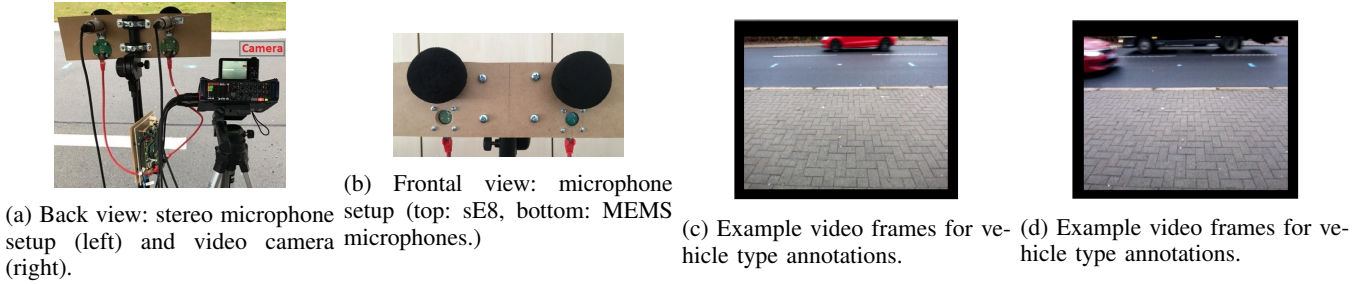 Camera
(a) Back view: stereo microphone
setup (left) and video camera
(right).
(b) Frontal view: microphone
setup (top: sE8, bottom: MEMS
microphones.)
(c) Example video frames for ve-
hicle type annotations.
(d) Example video frames for ve-
hicle type annotations.